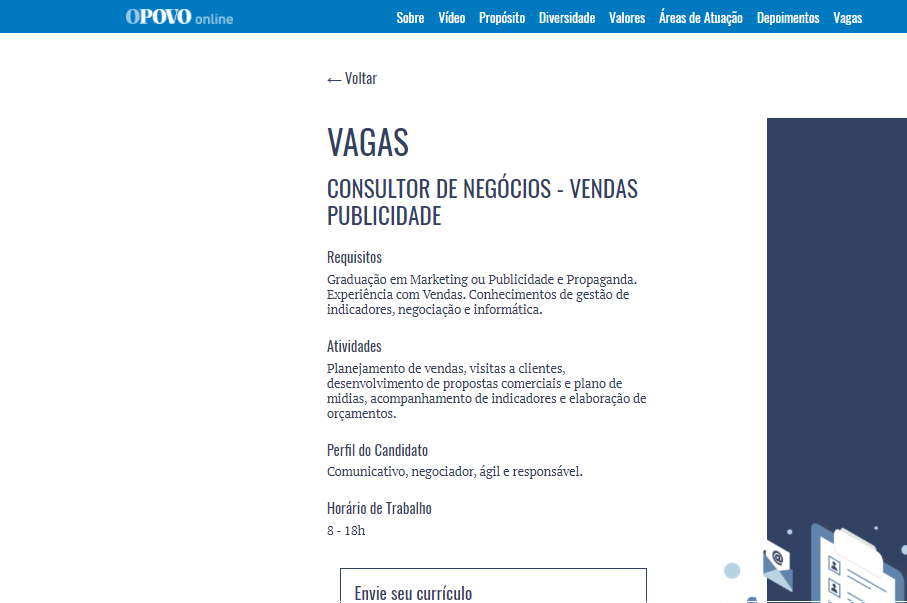 OPOVO online
Sobre Vídeo Propósito Diversidade Valores Áreas de Atuação Depoimentos Vagas
← Voltar
VAGAS
CONSULTOR DE NEGÓCIOS - VENDAS
PUBLICIDADE
Requisitos
Graduação em Marketing ou Publicidade e Propaganda.
Experiência com Vendas. Conhecimentos de gestão de
indicadores, negociação e informática.
Atividades
Planejamento de vendas, visitas a clientes,
desenvolvimento de propostas comerciais e plano de
midias, acompanhamento de indicadores e elaboração de
orçamentos.
Perfil do Candidato
Comunicativo, negociador, ágil e responsável.
Horário de Trabalho
8 - 18h
Envie seu currículo
@